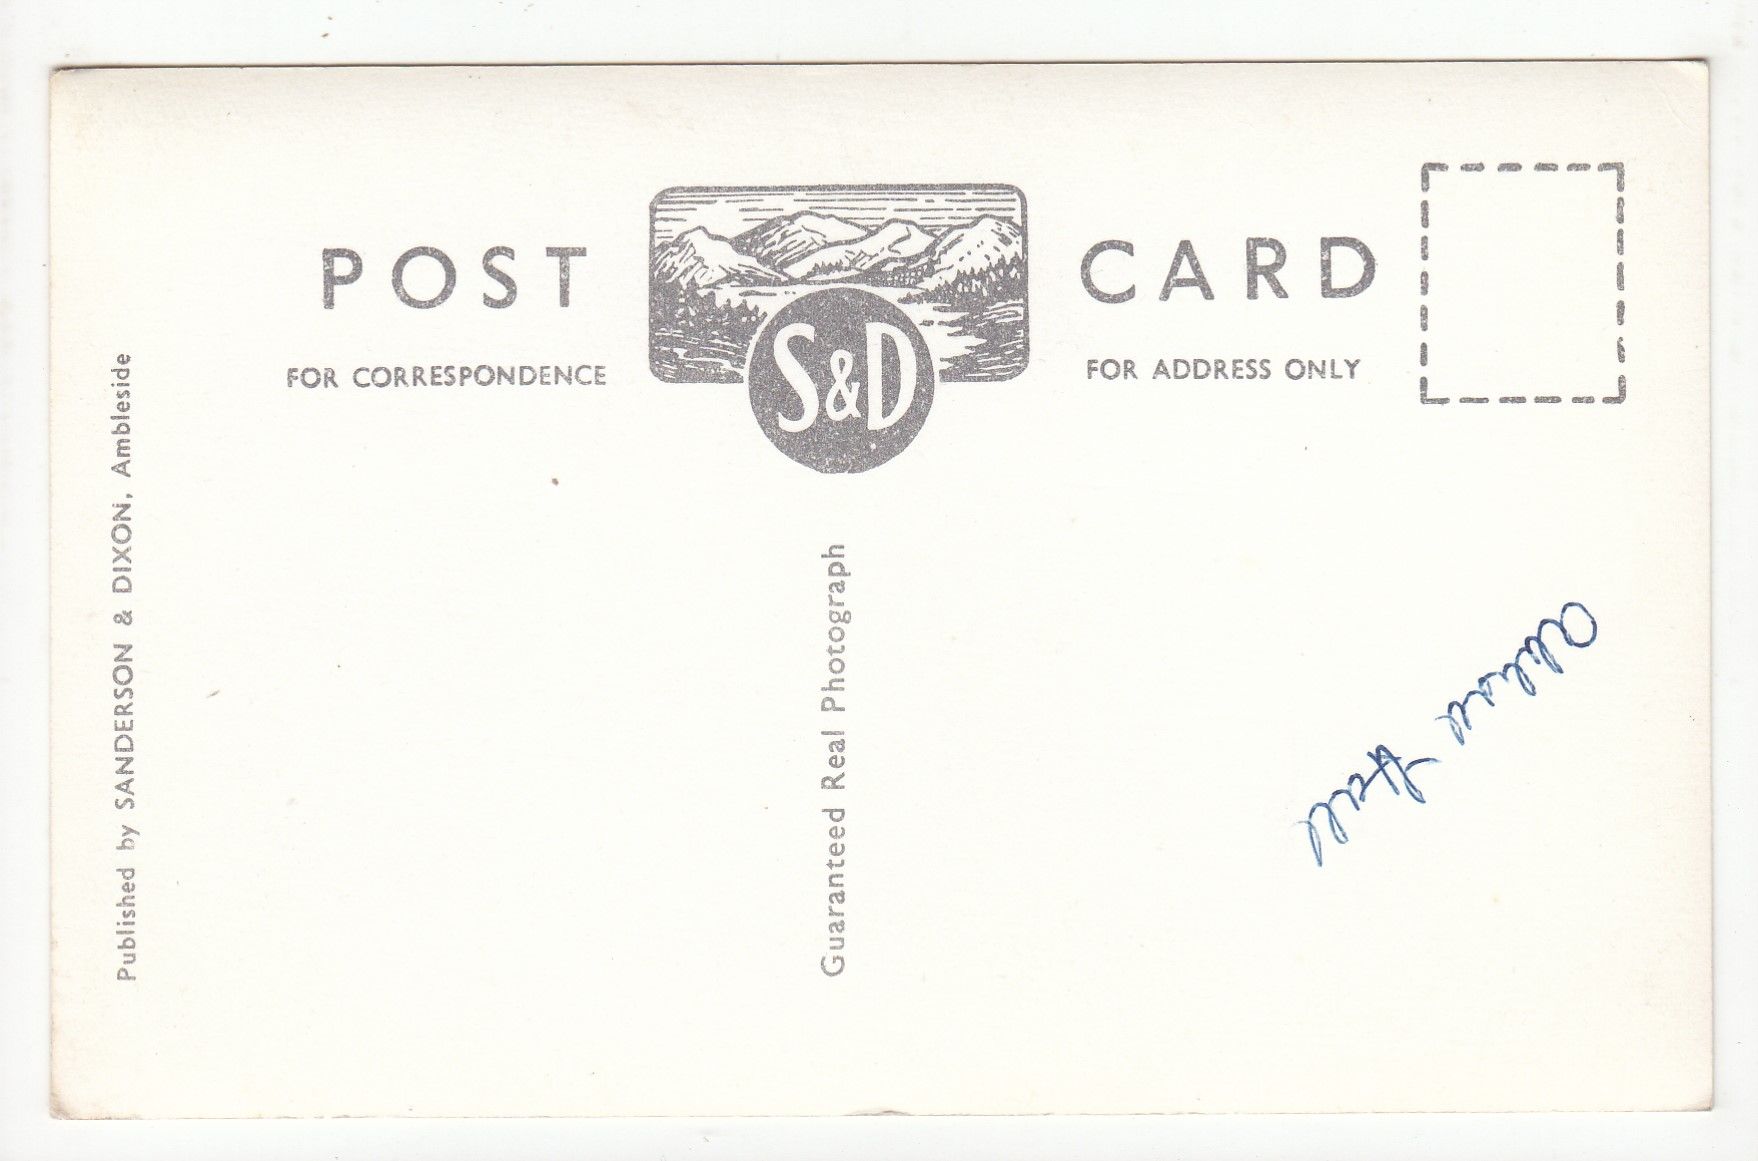 POST CARD
FOR CORRESPONDENCE
FOR ADDRESS ONLY
S&D
Published by SANDERSON & DIXON, Ambleside
Guaranteed Real Photograph